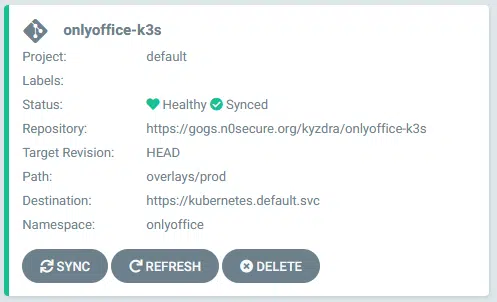 onlyoffice-k3s
Project: default
Labels:
Status: Healthy Synced
Repository: https://gogs.n0secure.org/kyzdra/onlyoffice-k3s
Target Revision: HEAD
Path: overlays/prod
Destination: https://kubernetes.default.svc
Namespace: onlyoffice
SYNC REFRESH DELETE